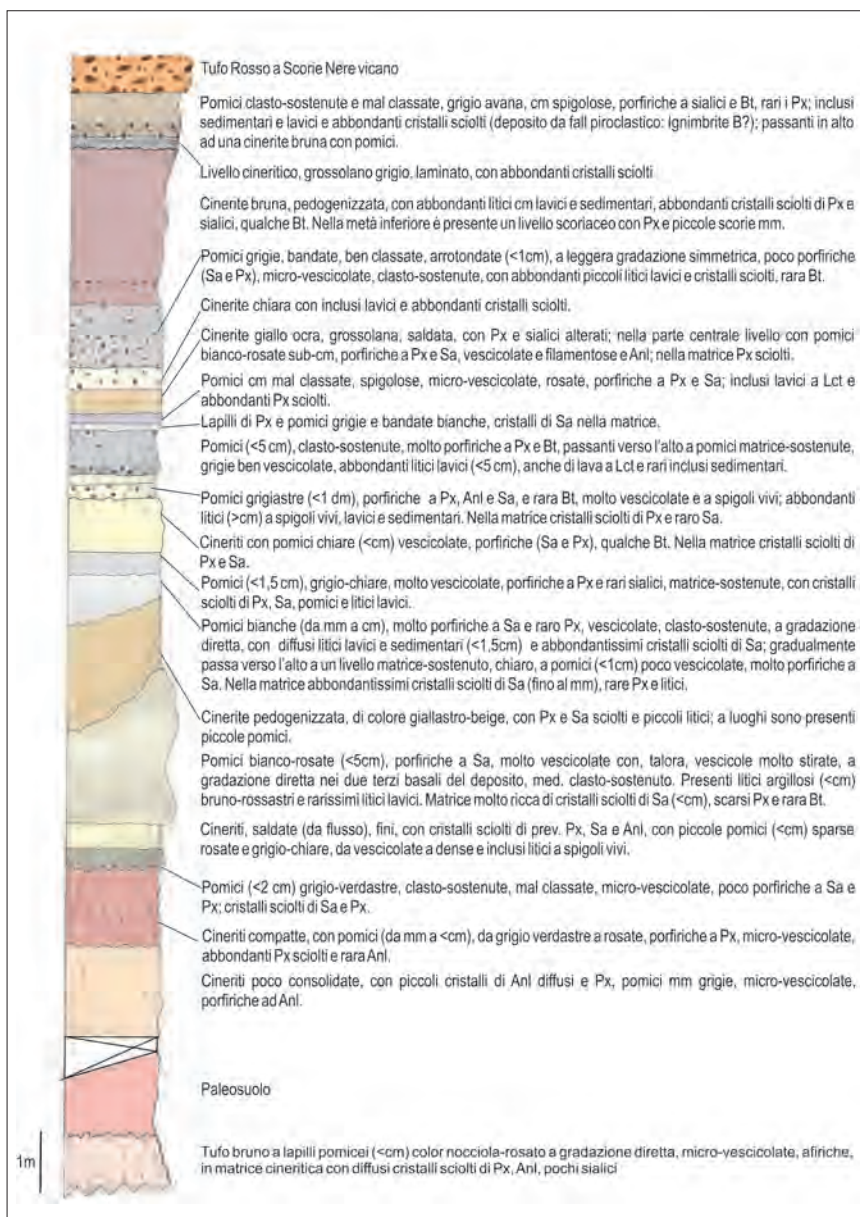 Tufo Rosso a Scorie Nere vicano
Pomici clasto-sostenute e mal classate, grigio avana, cm spigolose, porfiriche a sialici e Bt, rari i Px; inclusi
sedimentari e lavici e abbondanti cristalli sciolti (deposito da fall piroclastico: Ignimbrite B?); passanti in alto
ad una cinerite bruna con pomici.
Livello cineritico, grossolano grigio, laminato, con abbondanti cristalli sciolti
Cinerite bruna, pedogenizzata, con abbondanti litici cm lavici e sedimentari, abbondanti cristalli sciolti di Px e
sialici, qualche Bt. Nella metà inferiore è presente un livello scoriaceo con Px e piccole scorie mm.
Pomici grigie, bandate, ben classate, arrotondate (<1cm), a leggera gradazione simmetrica, poco porfiriche
(Sa e Px), micro-vescicolate, clasto-sostenute, con abbondanti piccoli litici lavici e cristalli sciolti, rara Bt.
Cinerite chiara con inclusi lavici e abbondanti cristalli sciolti.
Cinerite giallo ocra, grossolana, saldata, con Px e sialici alterati; nella parte centrale livello con pomici
bianco-rosate sub-cm, porfiriche a Px e Sa, vescicolate e filamentose e Anl; nella matrice Px sciolti.
Pomici cm mal classate, spigolose, micro-vescicolate, rosate, porfiriche a Px e Sa; inclusi lavici a Lct e
abbondanti Px sciolti.
Lapilli di Px e pomici grigie e bandate bianche, cristalli di Sa nella matrice.
Pomici (<5 cm), clasto-sostenute, molto porfiriche a Px e Bt, passanti verso l'alto a pomici matrice-sostenute,
grigie ben vescicolate, abbondanti litici lavici (<5 cm), anche di lava a Lct e rari inclusi sedimentari.
Pomici grigiastre (<1 dm), porfiriche a Px, Anl e Sa, e rara Bt, molto vescicolate e a spigoli vivi; abbondanti
litici (>cm) a spigoli vivi, lavici e sedimentari. Nella matrice cristalli sciolti di Px e raro Sa.
Cineriti con pomici chiare (<cm) vescicolate, porfiriche (Sa e Px), qualche Bt. Nella matrice cristalli sciolti di
Px e Sa.
Pomici (<1,5 cm), grigio-chiare, molto vescicolate, porfiriche a Px e rari sialici, matrice-sostenute, con cristalli
sciolti di Px, Sa, pomici e litici lavici.
Pomici bianche (da mm a cm), molto porfiriche a Sa e raro Px, vescicolate, clasto-sostenute, a gradazione
diretta, con diffusi litici lavici e sedimentari (<1,5cm) e abbondantissimi cristalli sciolti di Sa; gradualmente
passa verso l'alto a un livello matrice-sostenuto, chiaro, a pomici (<1cm) poco vescicolate, molto porfiriche a
Sa. Nella matrice abbondantissimi cristalli sciolti di Sa (fino al mm), rare Px e litici.
Cinerite pedogenizzata, di colore giallastro-beige, con Px e Sa sciolti e piccoli litici; a luoghi sono presenti
piccole pomici.
Pomici bianco-rosate (<5cm), porfiriche a Sa, molto vescicolate con, talora, vescicole molto stirate, a
gradazione diretta nei due terzi basali del deposito, med. clasto-sostenuto. Presenti litici argillosi (<cm)
bruno-rossastri e rarissimi litici lavici. Matrice molto ricca di cristalli sciolti di Sa (<cm), scarsi Px e rara Bt.
Cineriti, saldate (da flusso), fini, con cristalli sciolti di prev. Px, Sa e Anl, con piccole pomici (<cm) sparse
rosate e grigio-chiare, da vescicolate a dense e inclusi litici a spigoli vivi.
Pomici (<2 cm) grigio-verdastre, clasto-sostenute, mal classate, micro-vescicolate, poco porfiriche a Sa e
Px; cristalli sciolti di Sa e Px.
Cineriti compatte, con pomici (da mm a <cm), da grigio verdastre a rosate, porfiriche a Px, micro-vescicolate,
abbondanti Px sciolti e rara Anl.
Cineriti poco consolidate, con piccoli cristalli di Anl diffusi e Px, pomici mm grigie, micro-vescicolate,
porfiriche ad Anl.
Paleosuolo
1m
Tufo bruno a lapilli pomicei (<cm) color nocciola-rosato a gradazione diretta, micro-vescicolate, afiriche,
in matrice cineritica con diffusi cristalli sciolti di Px, Anl, pochi sialici